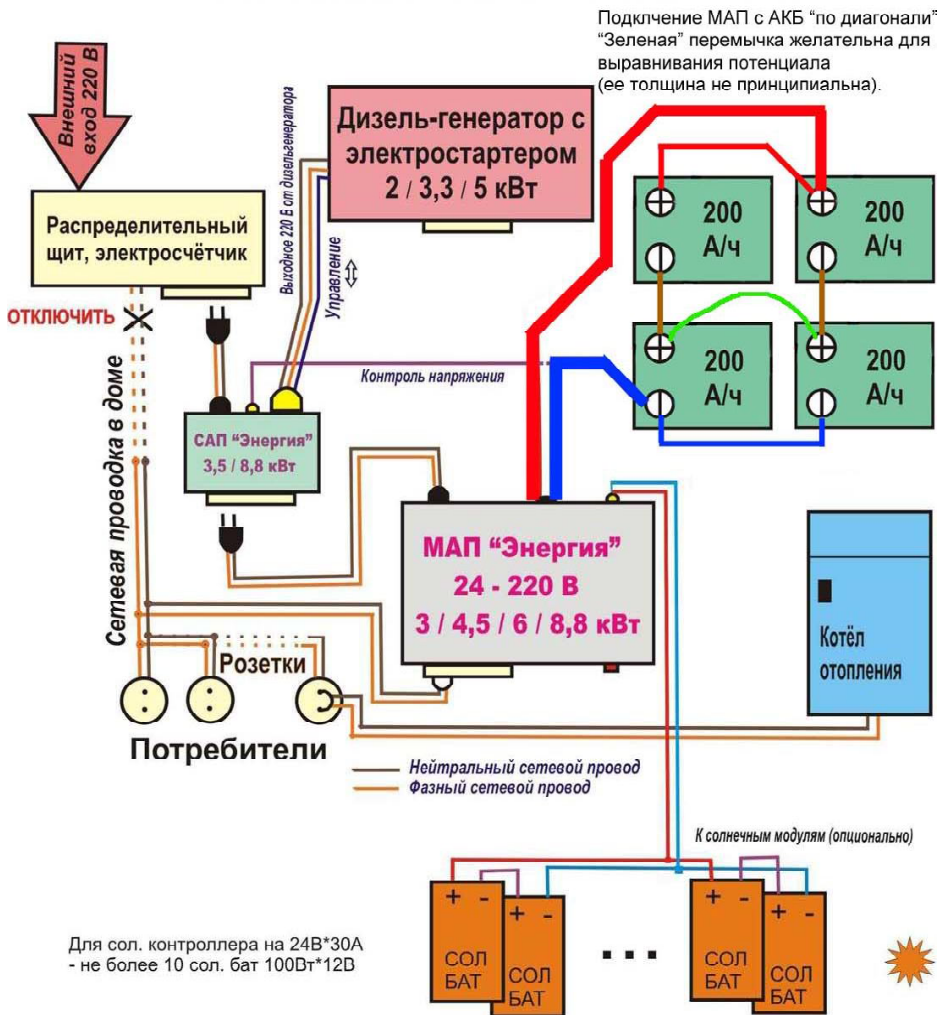 Подклчение МАП с АКБ “по диагонали”
“Зеленая” перемычка желательна для
выравнивания потенциала
(ее толщина не принципиальна).
Внешний
вход 220 В
Дизель-генератор с
электростартером
2 / 3,3 / 5 кВт
Распределительный
щит, электросчётчик
Выходное 220 В от дизельгенератора
Управление
200
А/ч
200
А/ч
200
А/ч
200
А/ч
ОТКЛЮЧИТЬ
Сетевая проводка в доме
Контроль напряжения
САП “Энергия”
3,5 / 8,8 кВт
МАП “Энергия”
24 - 220 В
3 / 4,5 / 6 / 8,8 кВт
Котёл
отопления
Розетки
Потребители
Нейтральный сетевой провод
Фазный сетевой провод
К солнечным модулям (опционально)
+ -
СОЛ
БАТ
+ -
СОЛ
БАТ
...
+ -
СОЛ
БАТ
+ -
СОЛ
БАТ
Для сол. контроллера на 24В*30А
- не более 10 сол. бат 100Вт*12В